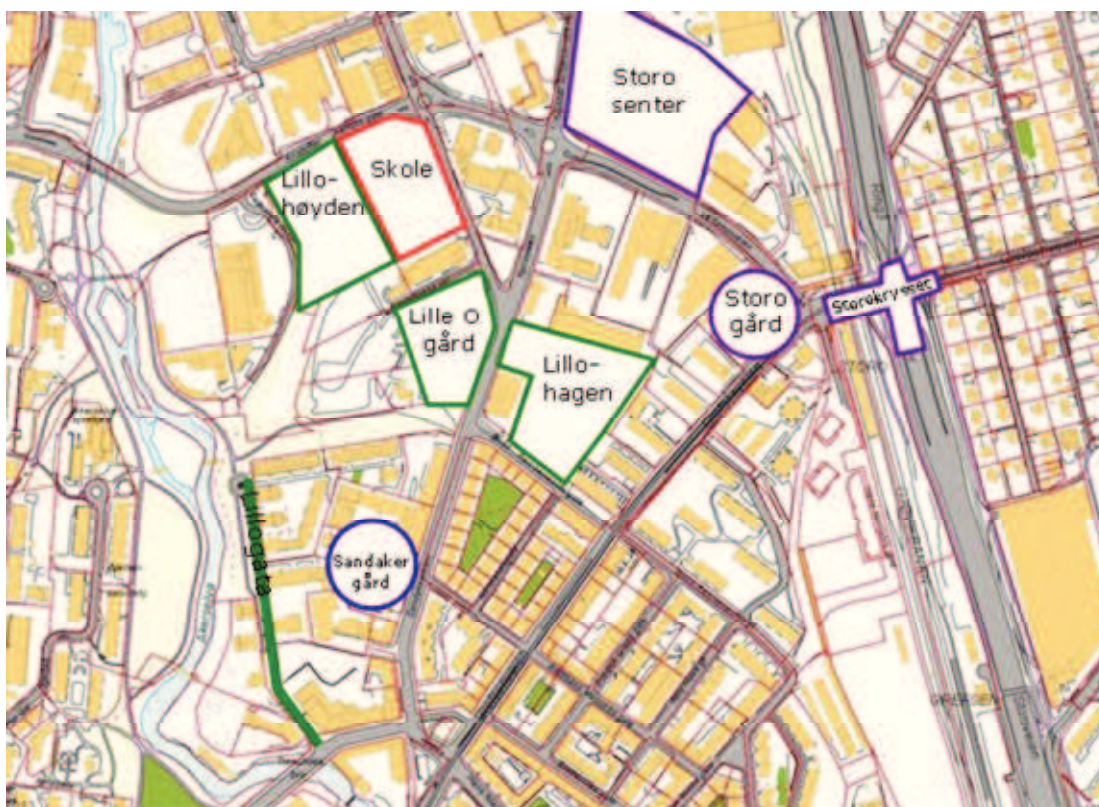 Storo
senter
Skole
Lillo-
høyden
Storo
gård
Storokrysset
Lille O
gård
Lillo-
hagen
Lillogata
Sandaker
gård